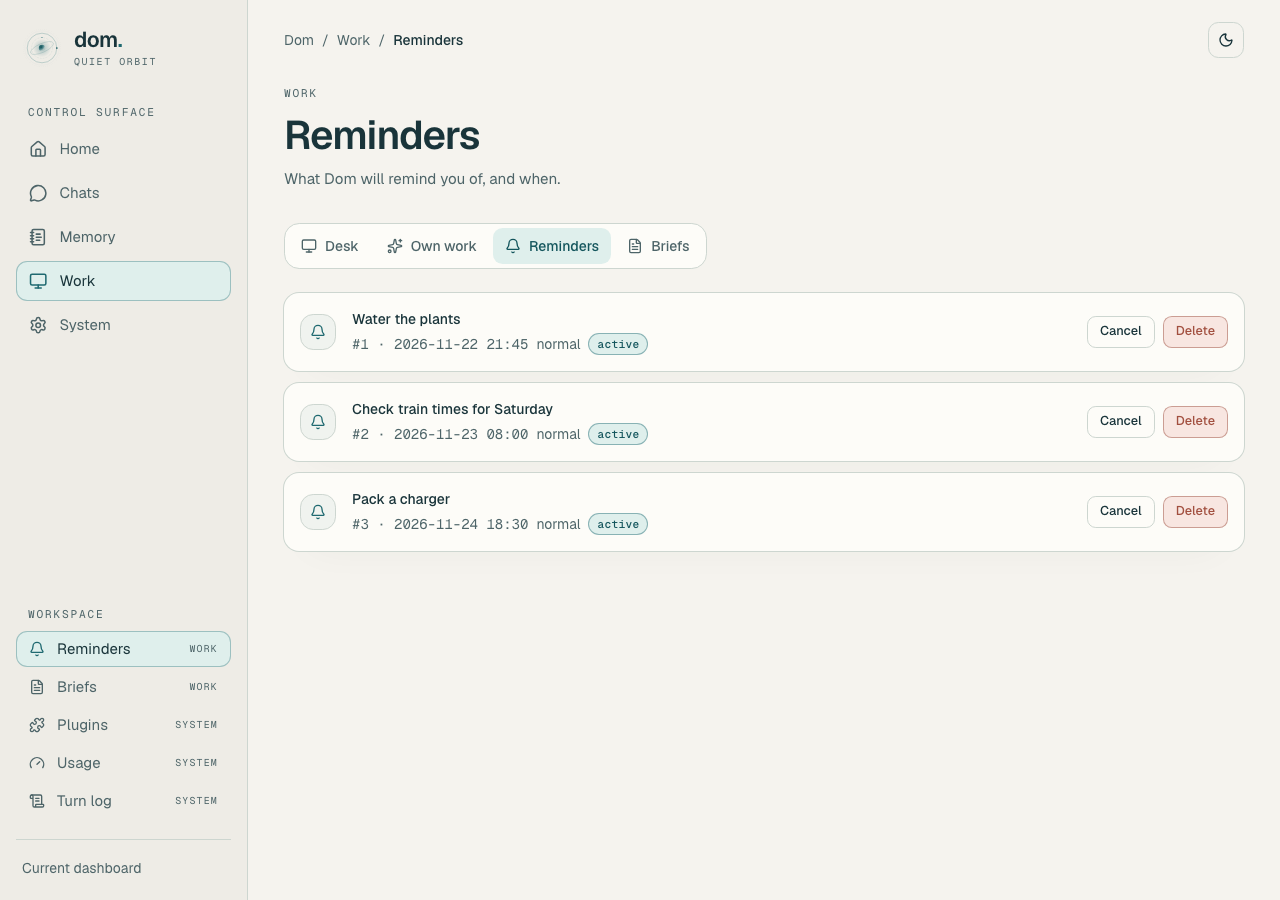 dom.
QUIET ORBIT
CONTROL SURFACE
Home
Chats
Memory
Work
System
WORKSPACE
Reminders WORK
Briefs WORK
Plugins SYSTEM
Usage SYSTEM
Turn log SYSTEM
Current dashboard
Dom / Work / Reminders
WORK
Reminders
What Dom will remind you of, and when.
Desk Own work Reminders Briefs
Water the plants
#1 · 2026-11-22 21:45 normal active
Cancel Delete
Check train times for Saturday
#2 · 2026-11-23 08:00 normal active
Cancel Delete
Pack a charger
#3 · 2026-11-24 18:30 normal active
Cancel Delete